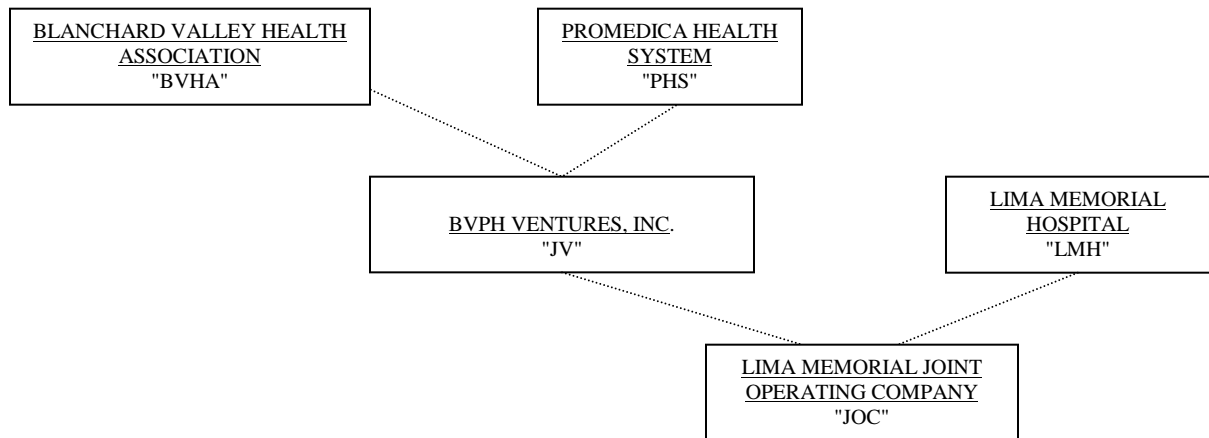 BLANCHARD VALLEY HEALTH
ASSOCIATION
"BVHA"
PROMEDICA HEALTH
SYSTEM
"PHS"
BVPH VENTURES, INC.
"JV"
LIMA MEMORIAL
HOSPITAL
"LMH"
LIMA MEMORIAL JOINT
OPERATING COMPANY
"JOC"